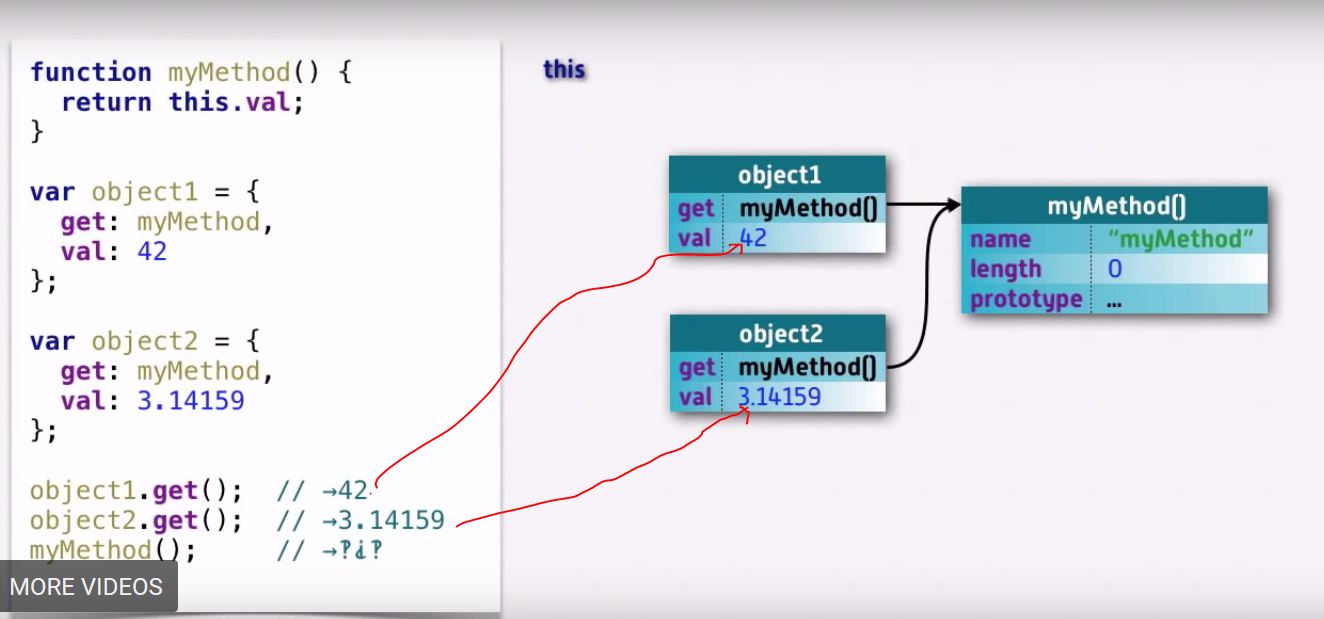 function myMethod() {
return this.val;
}
var object1 = {
get: myMethod,
val: 42
};
var object2 = {
get: myMethod,
val: 3.14159
};
object1.get(); // →42
object2.get(); // →3.14159
myMethod(); // →‽¿‽
MORE VIDEOS
this
object1
get myMethod()
val 42
object2
get myMethod()
val 3.14159
myMethod()
name "myMethod"
length 0
prototype ...